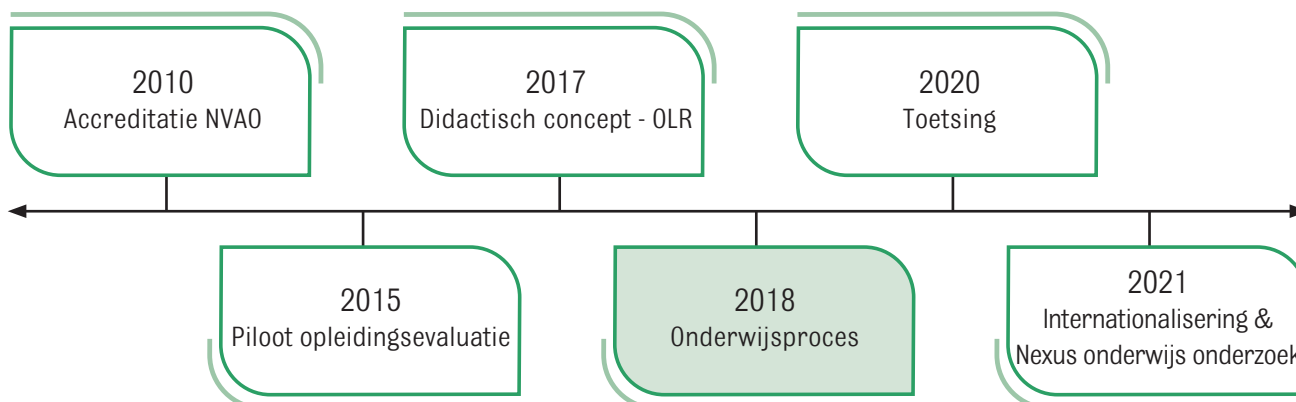 2010
Accreditatie NVAO
2017
Didactisch concept - OLR
2020
Toetsing
2015
Piloot opleidingsevaluatie
2018
Onderwijsproces
2021
Internationalisering &
Nexus onderwijs onderzoek